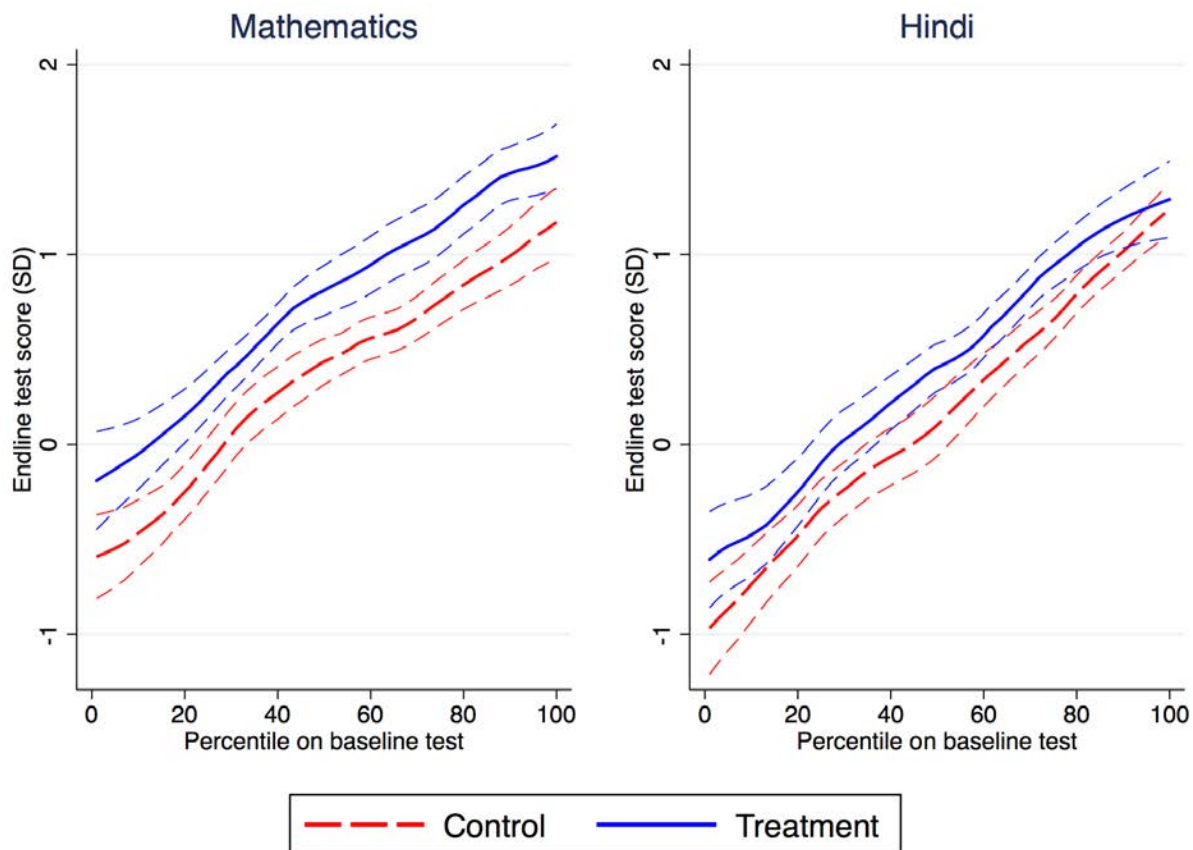 Mathematics
Hindi
Endline test score (SD)
2
1
0
-1
0 20 40 60 80 100
Percentile on baseline test
Endline test score (SD)
2
1
0
-1
0 20 40 60 80 100
Percentile on baseline test
Control Treatment